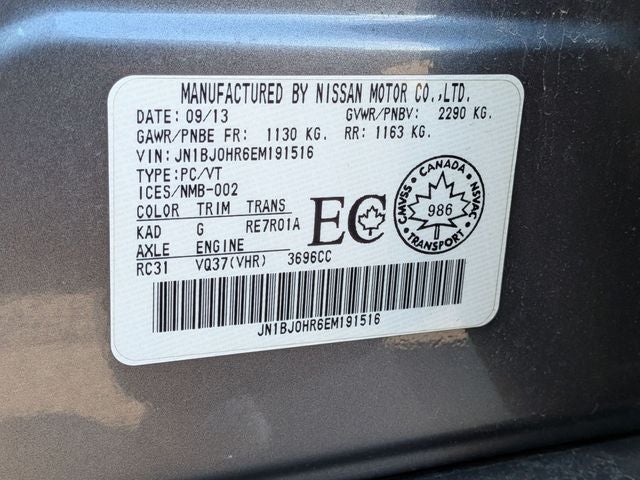 MANUFACTURED BY NISSAN MOTOR CO.,LTD.
DATE: 09/13 GVWR/PNBV: 2290 KG.
GAWR/PNBE FR: 1130 KG. RR: 1163 KG.
VIN: JN1BJ0HR6EM191516
TYPE: PC/VT
ICES/NMB-002
COLOR TRIM TRANS
KAD G RE7R01A
AXLE ENGINE
RC31 VQ37(VHR) 3696CC
EC
CANADA
CMVSS NSVAC
986
TRANSPORT
JN1BJ0HR6EM191516